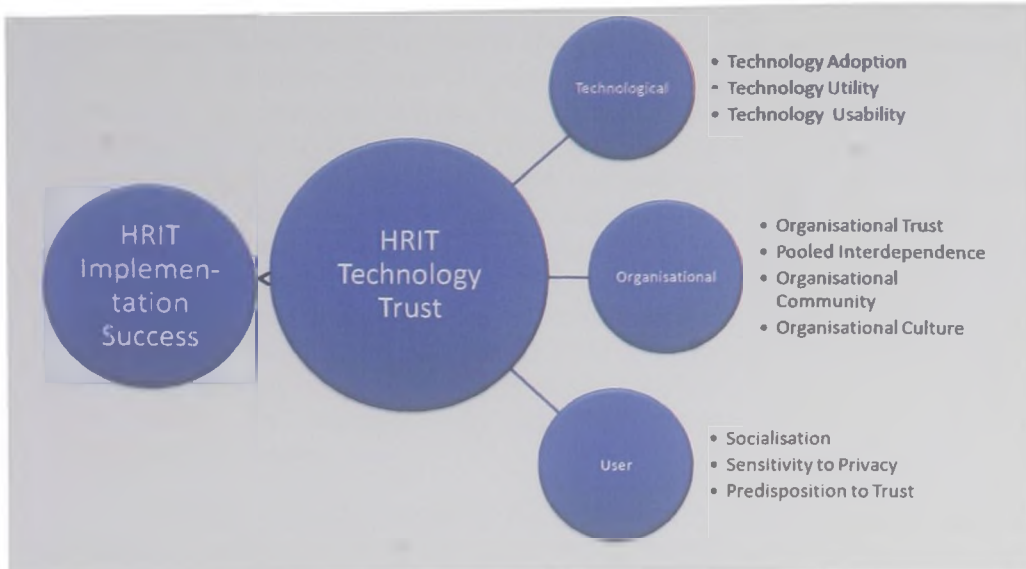 HRIT
Implemen-
tation
Success
HRIT
Technology
Trust
Technological
• Technology Adoption
- Technology Utility
• Technology Usability
Organisational
• Organisational Trust
• Pooled Interdependence
• Organisational
Community
• Organisational Culture
User
• Socialisation
• Sensitivity to Privacy
• Predisposition to Trust